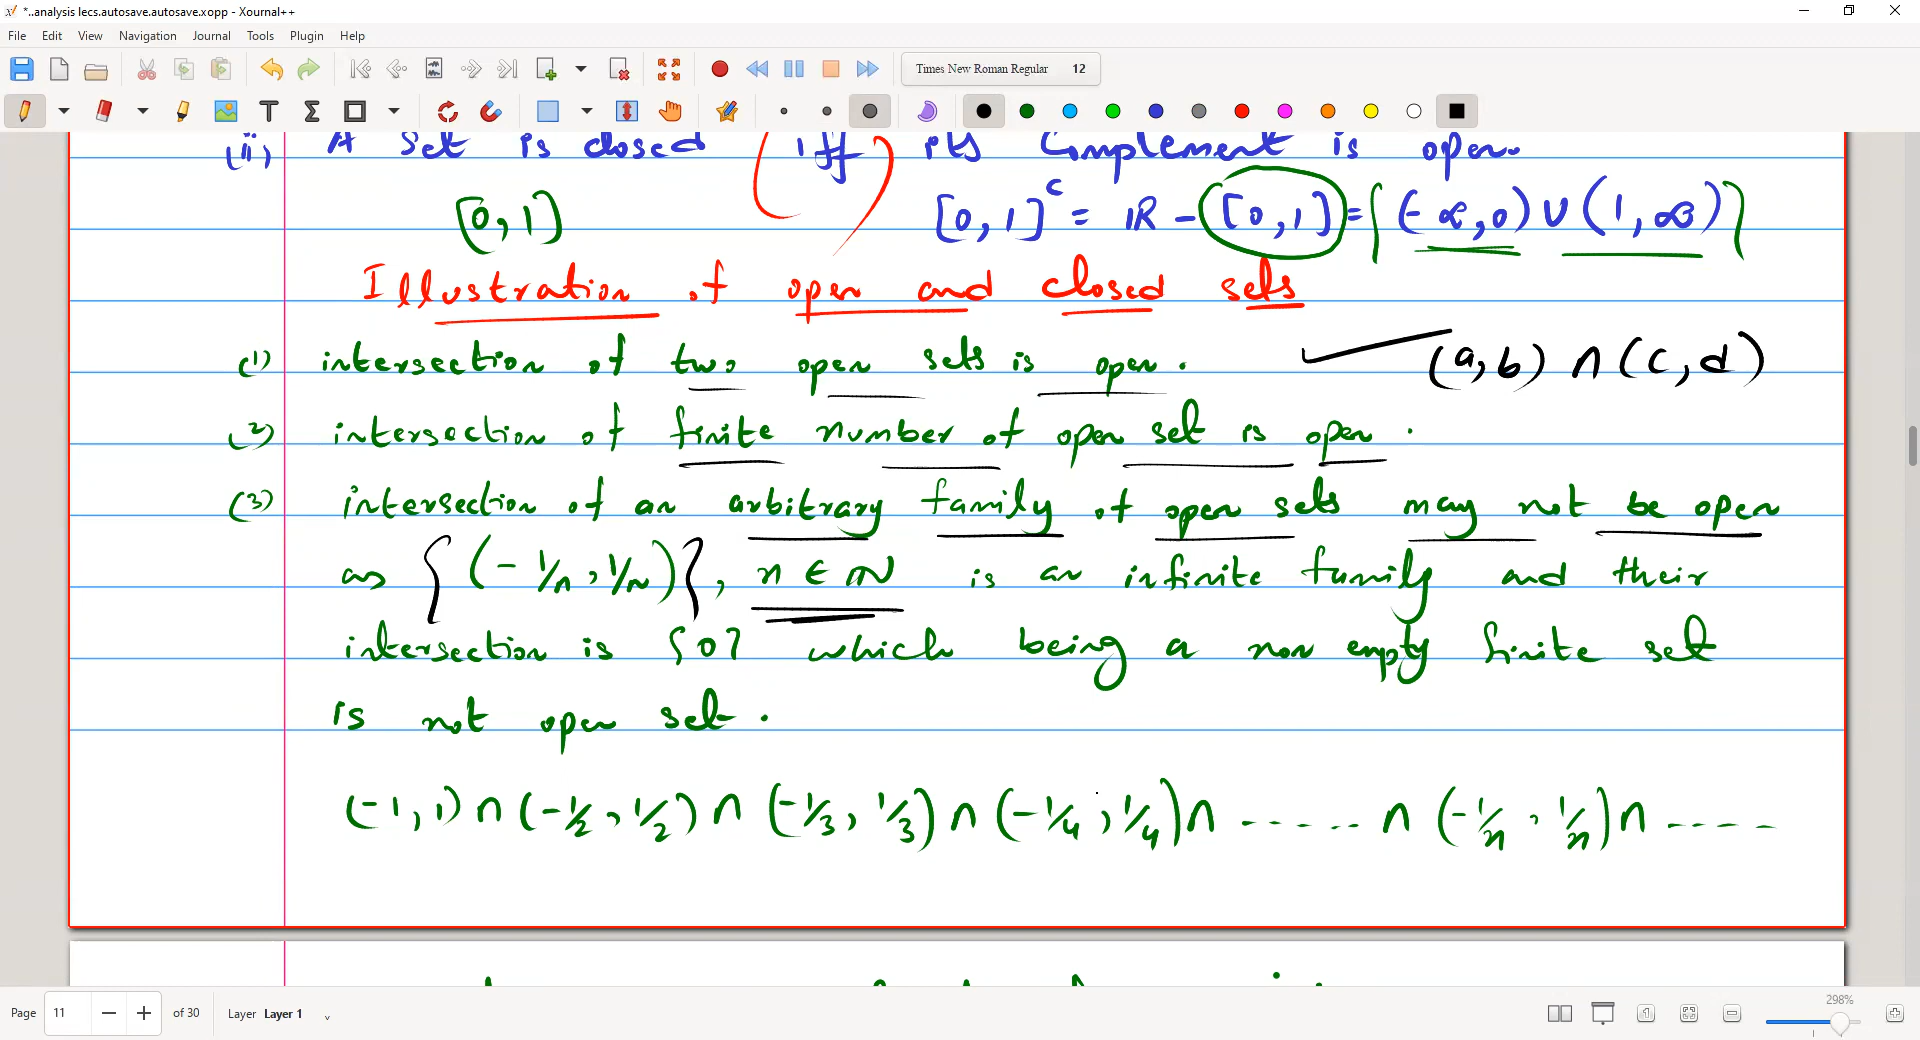 *..analysis lecs.autosave.autosave.xopp - Xournal++
File Edit View Navigation Journal Tools Plugin Help
Times New Roman Regular 12
(ii) A set is closed iff its complement is open.
[0,1] [0,1]ᶜ = ℝ - [0,1] = {(-∞,0) ∪ (1,∞)}
Illustration of open and closed sets
(1) intersection of two open sets is open. (a,b) ∩ (c,d)
(2) intersection of finite number of open set is open.
(3) intersection of an arbitrary family of open sets may not be open
as {(-1/n, 1/n)}, n ∈ ℕ is an infinite family and their
intersection is {0} which being a non empty finite set
is not open set.
(-1,1) ∩ (-1/2, 1/2) ∩ (-1/3, 1/3) ∩ (-1/4, 1/4) ∩ ------ ∩ (-1/n, 1/n) ∩ -----
Page 11 of 30 Layer Layer 1 298%